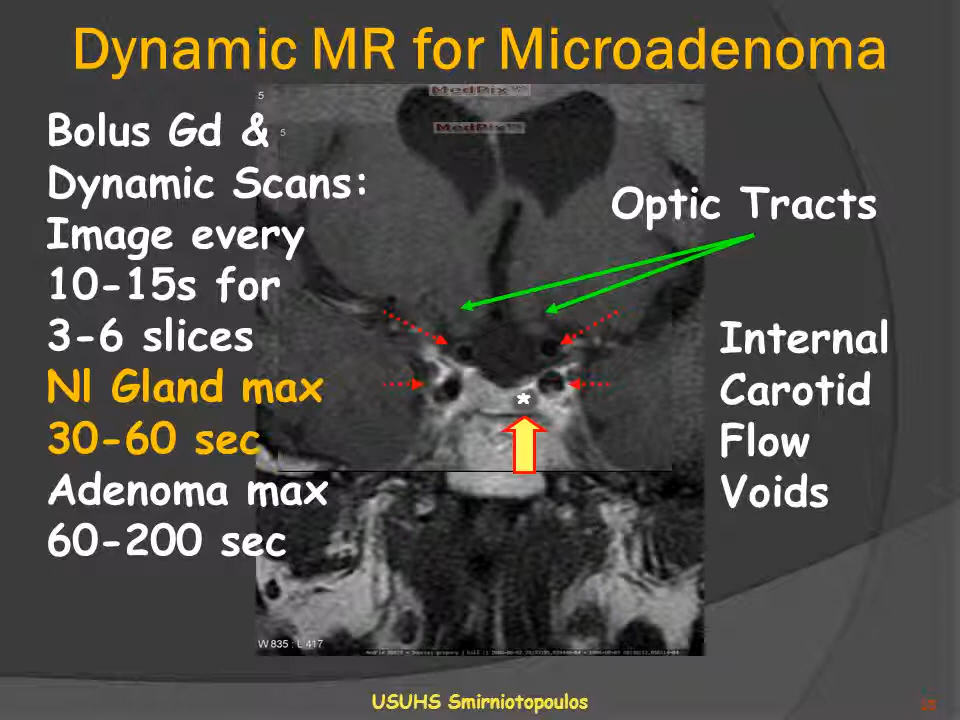 Dynamic MR for Microadenoma
5
MedPix
MedPix
5
Bolus Gd &
Dynamic Scans:
Image every
10-15s for
3-6 slices
Nl Gland max
30-60 sec
Adenoma max
60-200 sec
Optic Tracts
Internal
Carotid
Flow
Voids
*
W 835 : L 417
USUHS Smirniotopoulos